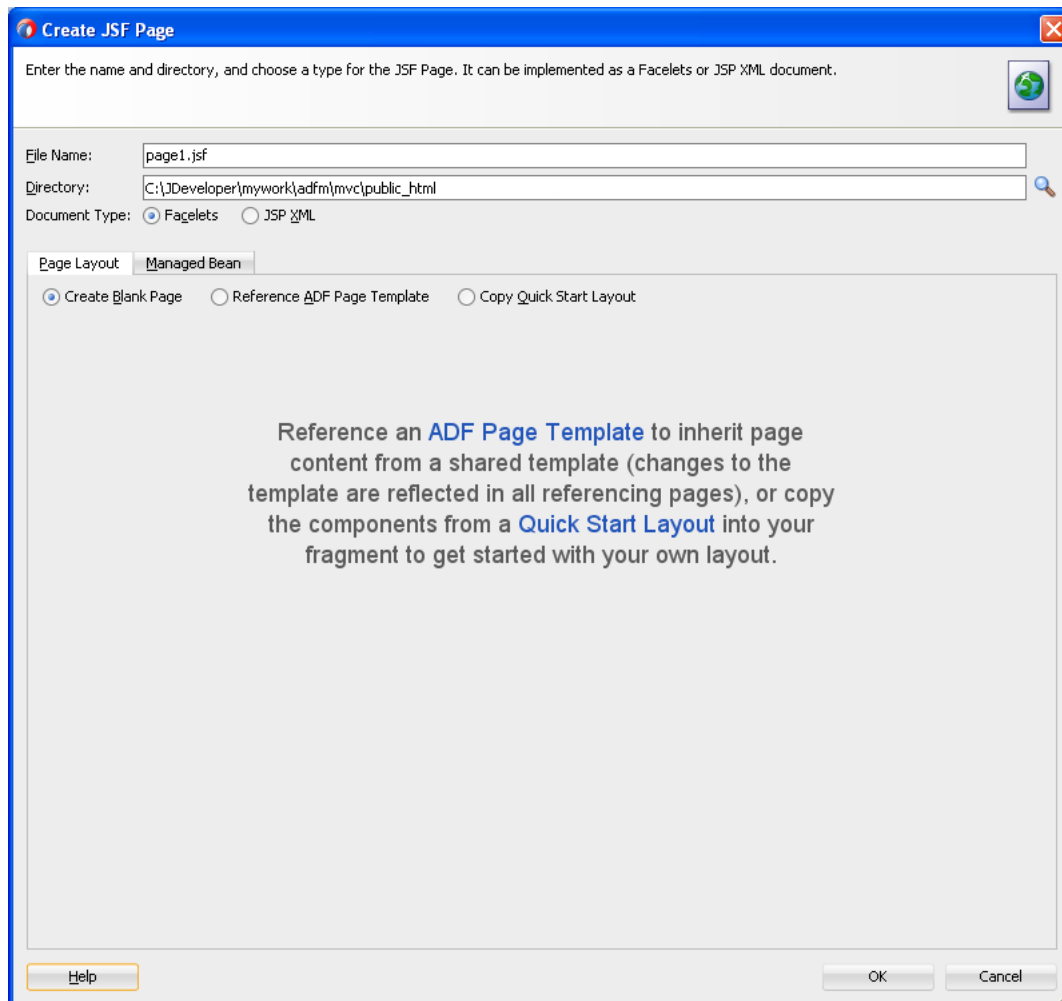 Create JSF Page
Enter the name and directory, and choose a type for the JSF Page. It can be implemented as a Facelets or JSP XML document.
File Name: page1.jsf
Directory: C:\JDeveloper\mywork\adfm\mvc\public_html
Document Type: Facelets JSP XML
Page Layout Managed Bean
Create Blank Page Reference ADF Page Template Copy Quick Start Layout
Reference an ADF Page Template to inherit page
content from a shared template (changes to the
template are reflected in all referencing pages), or copy
the components from a Quick Start Layout into your
fragment to get started with your own layout.
Help OK Cancel